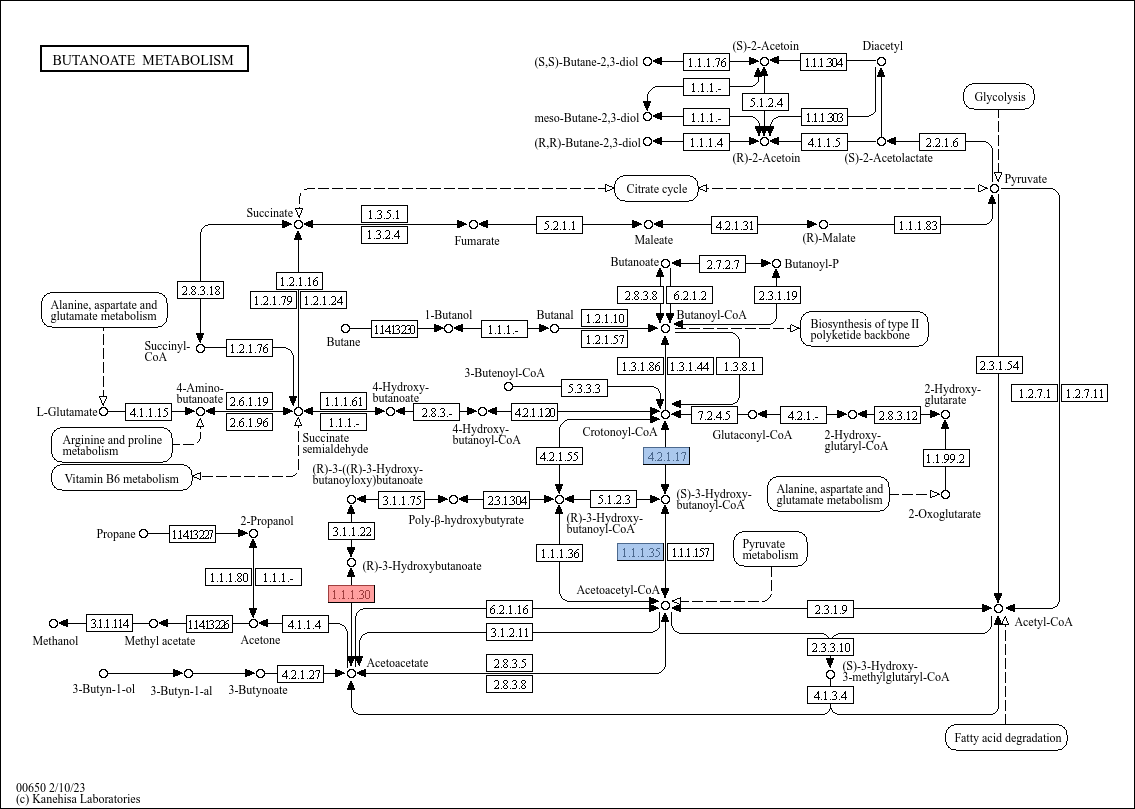 BUTANOATE METABOLISM
(S)-2-Acetoin
Diacetyl
(S,S)-Butane-2,3-diol
1.1.1.76
1.1.1.304
1.1.1.-
5.1.2.4
Glycolysis
meso-Butane-2,3-diol
1.1.1.-
1.1.1.303
(R,R)-Butane-2,3-diol
1.1.1.4
4.1.1.5
2.2.1.6
(R)-2-Acetoin
(S)-2-Acetolactate
Pyruvate
Citrate cycle
Succinate
1.3.5.1
1.3.2.4
5.2.1.1
4.2.1.31
1.1.1.83
Fumarate
Maleate
(R)-Malate
Butanoate
2.7.2.7
Butanoyl-P
1.2.1.16
2.8.3.18
1.2.1.79
1.2.1.24
2.8.3.8
6.2.1.2
2.3.1.19
Alanine, aspartate and
glutamate metabolism
1-Butanol
Butanal
1.2.1.10
Butanoyl-CoA
1.14.13.230
1.1.1.-
1.2.1.57
Biosynthesis of type II
polyketide backbone
Butane
Succinyl-
CoA
1.2.1.76
1.3.1.86
1.3.1.44
1.3.8.1
2.3.1.54
3-Butenoyl-CoA
5.3.3.3
1.2.7.1
1.2.7.11
4-Amino-
butanoate
2.6.1.19
1.1.1.61
4-Hydroxy-
butanoate
2-Hydroxy-
glutarate
L-Glutamate
4.1.1.15
2.6.1.96
1.1.1.-
2.8.3.-
4.2.1.120
7.2.4.5
4.2.1.-
2.8.3.12
4-Hydroxy-
butanoyl-CoA
Crotonoyl-CoA
Glutaconyl-CoA
2-Hydroxy-
glutaryl-CoA
Arginine and proline
metabolism
Succinate
semialdehyde
4.2.1.55
4.2.1.17
1.1.99.2
Vitamin B6 metabolism
(R)-3-((R)-3-Hydroxy-
butanoyloxy)butanoate
3.1.1.75
2.3.1.304
5.1.2.3
(S)-3-Hydroxy-
butanoyl-CoA
Alanine, aspartate and
glutamate metabolism
2-Oxoglutarate
Poly-β-hydroxybutyrate
(R)-3-Hydroxy-
butanoyl-CoA
2-Propanol
Propane
1.14.13.227
3.1.1.22
1.1.1.36
1.1.1.35
1.1.1.157
Pyruvate
metabolism
(R)-3-Hydroxybutanoate
1.1.1.80
1.1.1.-
1.1.1.30
Acetoacetyl-CoA
6.2.1.16
2.3.1.9
3.1.1.114
1.14.13.226
4.1.1.4
Acetyl-CoA
Methanol
Methyl acetate
Acetone
3.1.2.11
2.3.3.10
Acetoacetate
2.8.3.5
2.8.3.8
4.2.1.27
(S)-3-Hydroxy-
3-methylglutaryl-CoA
3-Butyn-1-ol
3-Butyn-1-al
3-Butynoate
4.1.3.4
Fatty acid degradation
00650 2/10/23
(c) Kanehisa Laboratories